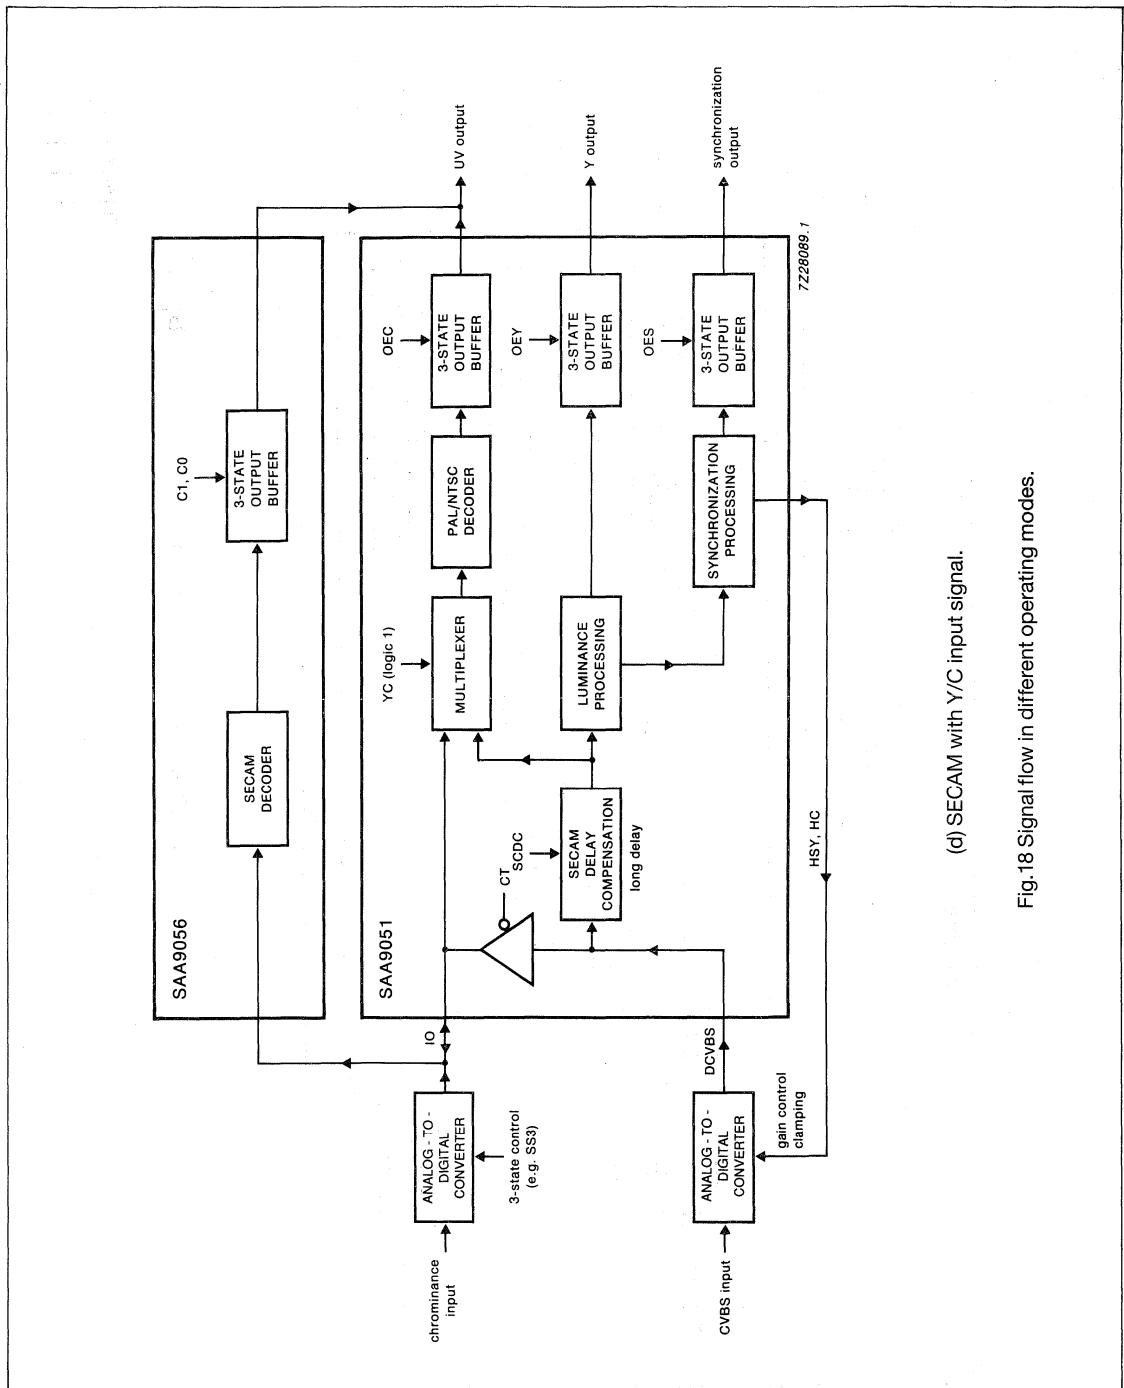 SAA9056
SECAM
DECODER
C1, C0
3-STATE
OUTPUT
BUFFER
SAA9051
chrominance
input
ANALOG - TO -
DIGITAL
CONVERTER
3-state control
(e.g. SS3)
IO
CT
YC (logic 1)
MULTIPLEXER
PAL/NTSC
DECODER
OEC
3-STATE
OUTPUT
BUFFER
UV output
SCDC
SECAM
DELAY
COMPENSATION
long delay
LUMINANCE
PROCESSING
OEY
3-STATE
OUTPUT
BUFFER
Y output
CVBS input
ANALOG - TO -
DIGITAL
CONVERTER
DCVBS
gain control
clamping
SYNCHRONIZATION
PROCESSING
OES
3-STATE
OUTPUT
BUFFER
synchronization
output
HSY, HC
7Z28089.1
(d) SECAM with Y/C input signal.
Fig.18 Signal flow in different operating modes.